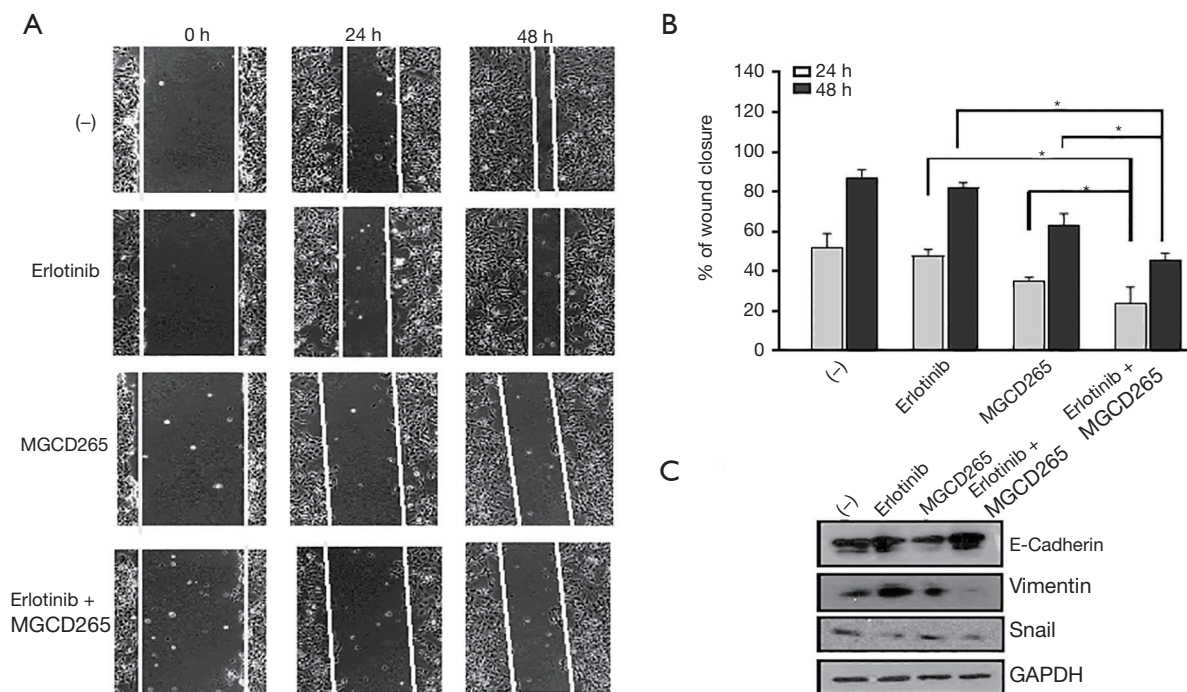 A
0 h
24 h
48 h
(–)
Erlotinib
MGCD265
Erlotinib +
MGCD265
B
% of wound closure
140
120
100
80
60
40
20
0
24 h
48 h
*
*
*
*
(–)
Erlotinib
MGCD265
Erlotinib +
MGCD265
C
(–)
Erlotinib
MGCD265
Erlotinib +
MGCD265
E-Cadherin
Vimentin
Snail
GAPDH